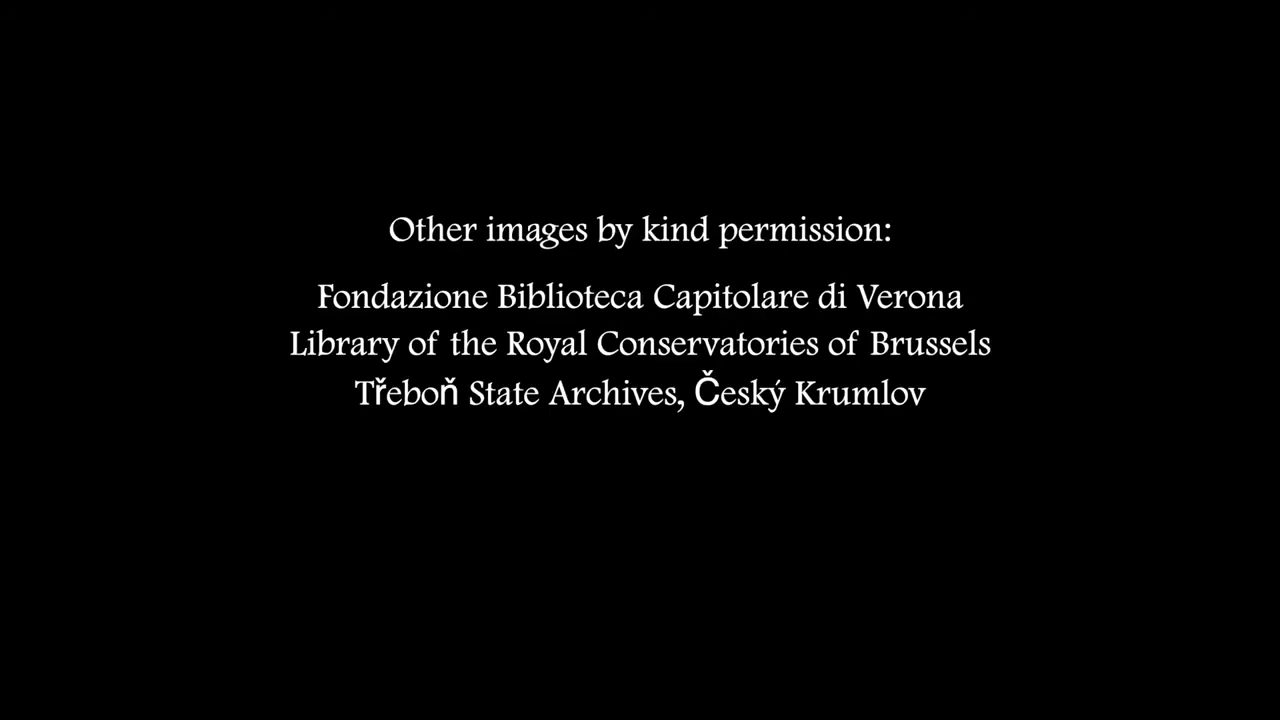 Other images by kind permission:
Fondazione Biblioteca Capitolare di Verona
Library of the Royal Conservatories of Brussels
Třeboň State Archives, Český Krumlov